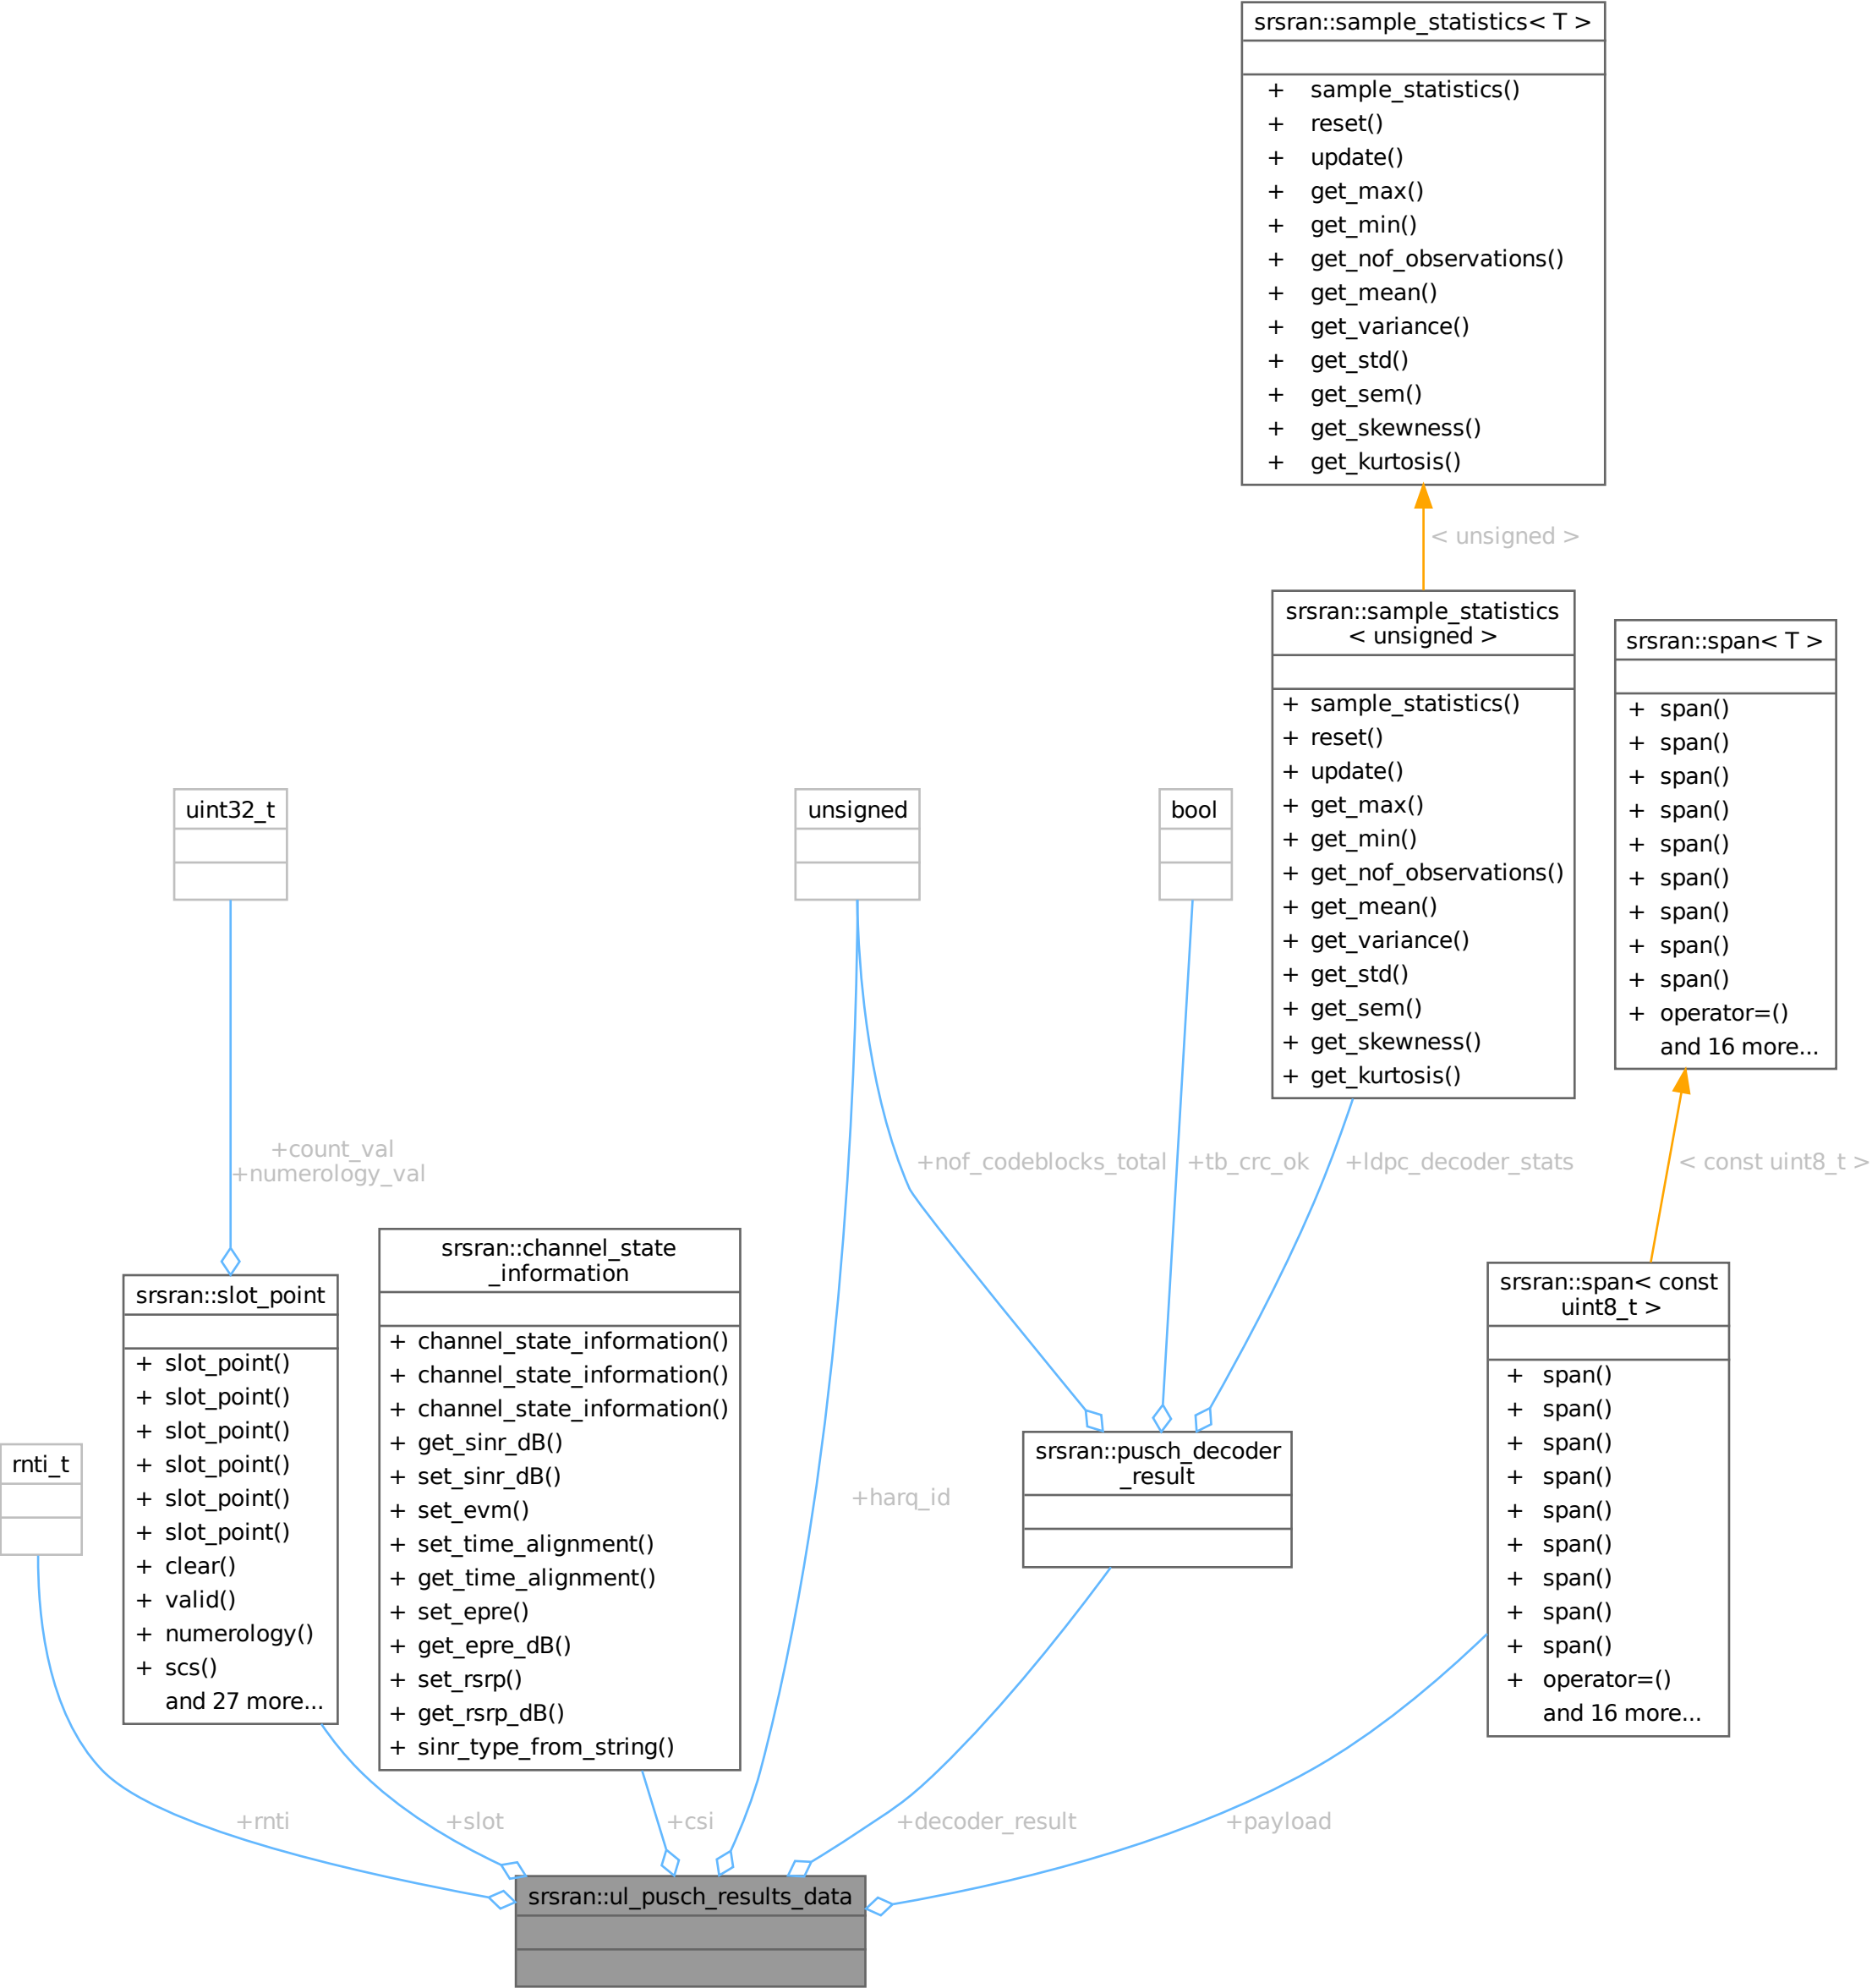 srsran::sample_statistics< T >
+ sample_statistics()
+ reset()
+ update()
+ get_max()
+ get_min()
+ get_nof_observations()
+ get_mean()
+ get_variance()
+ get_std()
+ get_sem()
+ get_skewness()
+ get_kurtosis()
< unsigned >
srsran::sample_statistics
< unsigned >
+ sample_statistics()
+ reset()
+ update()
+ get_max()
+ get_min()
+ get_nof_observations()
+ get_mean()
+ get_variance()
+ get_std()
+ get_sem()
+ get_skewness()
+ get_kurtosis()
srsran::span< T >
+ span()
+ span()
+ span()
+ span()
+ span()
+ span()
+ span()
+ span()
+ span()
+ operator=()
and 16 more...
uint32_t
unsigned
bool
+count_val
+numerology_val
+nof_codeblocks_total
+tb_crc_ok
+ldpc_decoder_stats
< const uint8_t >
rnti_t
srsran::slot_point
+ slot_point()
+ slot_point()
+ slot_point()
+ slot_point()
+ slot_point()
+ slot_point()
+ clear()
+ valid()
+ numerology()
+ scs()
and 27 more...
srsran::channel_state
_information
+ channel_state_information()
+ channel_state_information()
+ channel_state_information()
+ get_sinr_dB()
+ set_sinr_dB()
+ set_evm()
+ set_time_alignment()
+ get_time_alignment()
+ set_epre()
+ get_epre_dB()
+ set_rsrp()
+ get_rsrp_dB()
+ sinr_type_from_string()
+harq_id
srsran::pusch_decoder
_result
srsran::span< const
uint8_t >
+ span()
+ span()
+ span()
+ span()
+ span()
+ span()
+ span()
+ span()
+ span()
+ operator=()
and 16 more...
+rnti
+slot
+csi
+decoder_result
+payload
srsran::ul_pusch_results_data